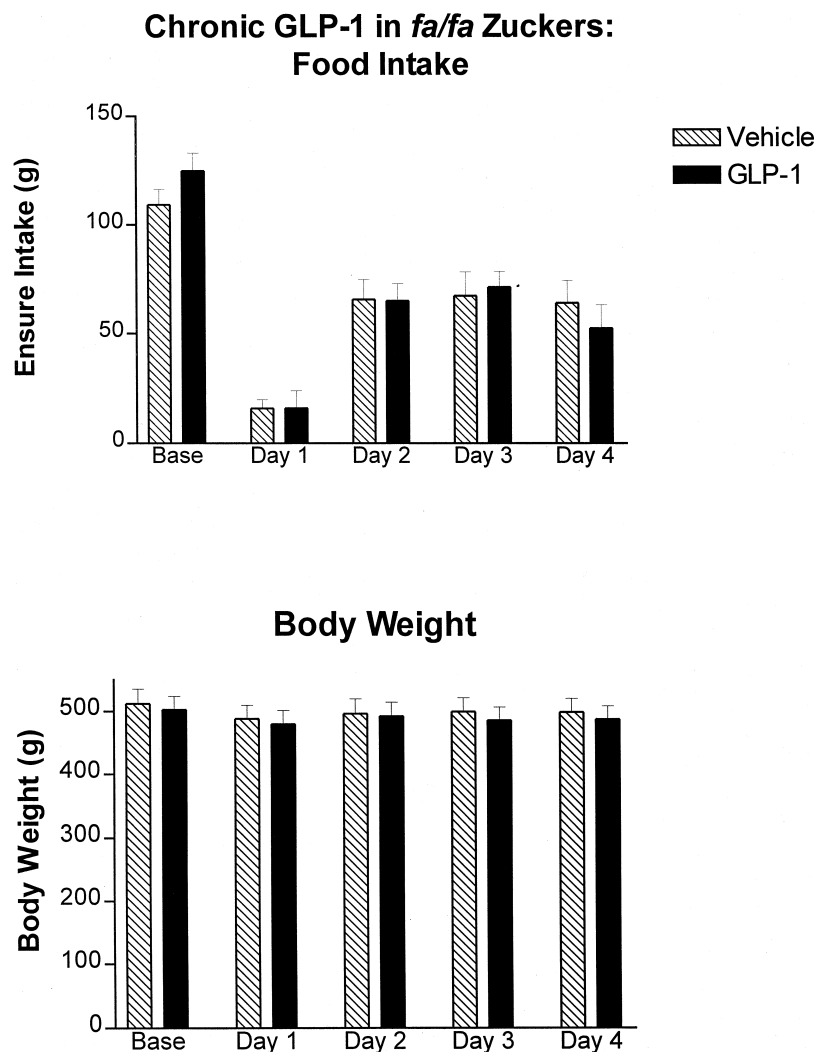 Chronic GLP-1 in fa/fa Zuckers:
Food Intake
Ensure Intake (g)
150
100
50
0
Base Day 1 Day 2 Day 3 Day 4
Vehicle
GLP-1
Body Weight
Body Weight (g)
500
400
300
200
100
0
Base Day 1 Day 2 Day 3 Day 4